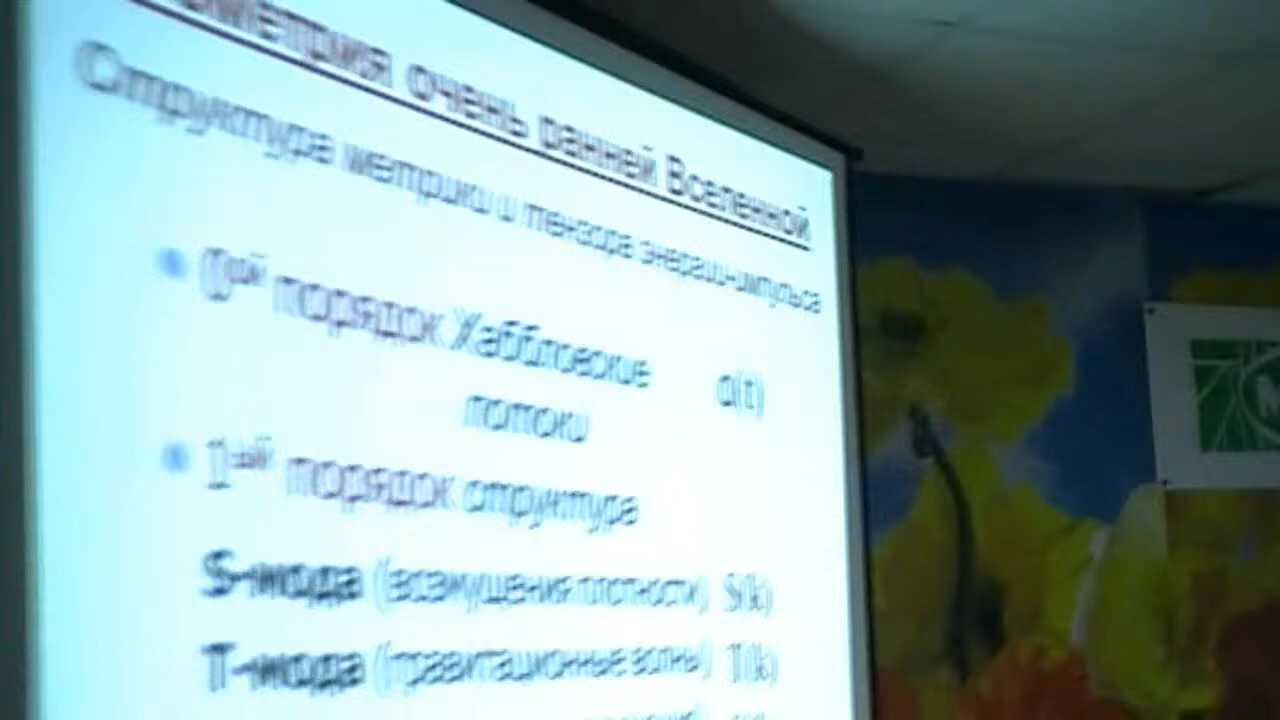 очень ранней Вселенной
Структура метрики и тензора энергии-импульса
0ой порядок Хаббловские a(t)
потоки
1ый порядок структура
S-мода (возмущения плотности) S(k)
T-мода (гравитационные волны) T(k)